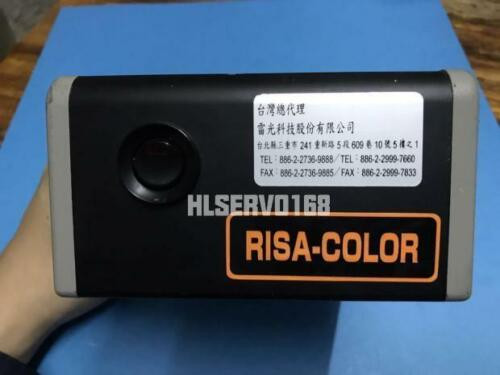 台灣總代理
雷光科技股份有限公司
台北縣三重市 241 重新路 5 段 609 巷 10 號 5 樓之 1
TEL : 886-2-2736-9888 / TEL : 886-2-2999-7660
FAX : 886-2-2736-9885 / FAX : 886-2-2999-7833
HLSERVO168
RISA-COLOR